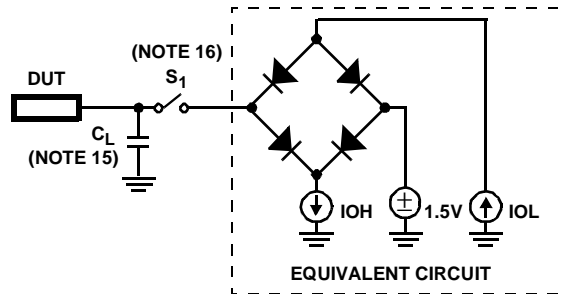 (NOTE 16)
S1
DUT
CL
(NOTE 15)
IOH
±
1.5V
IOL
EQUIVALENT CIRCUIT